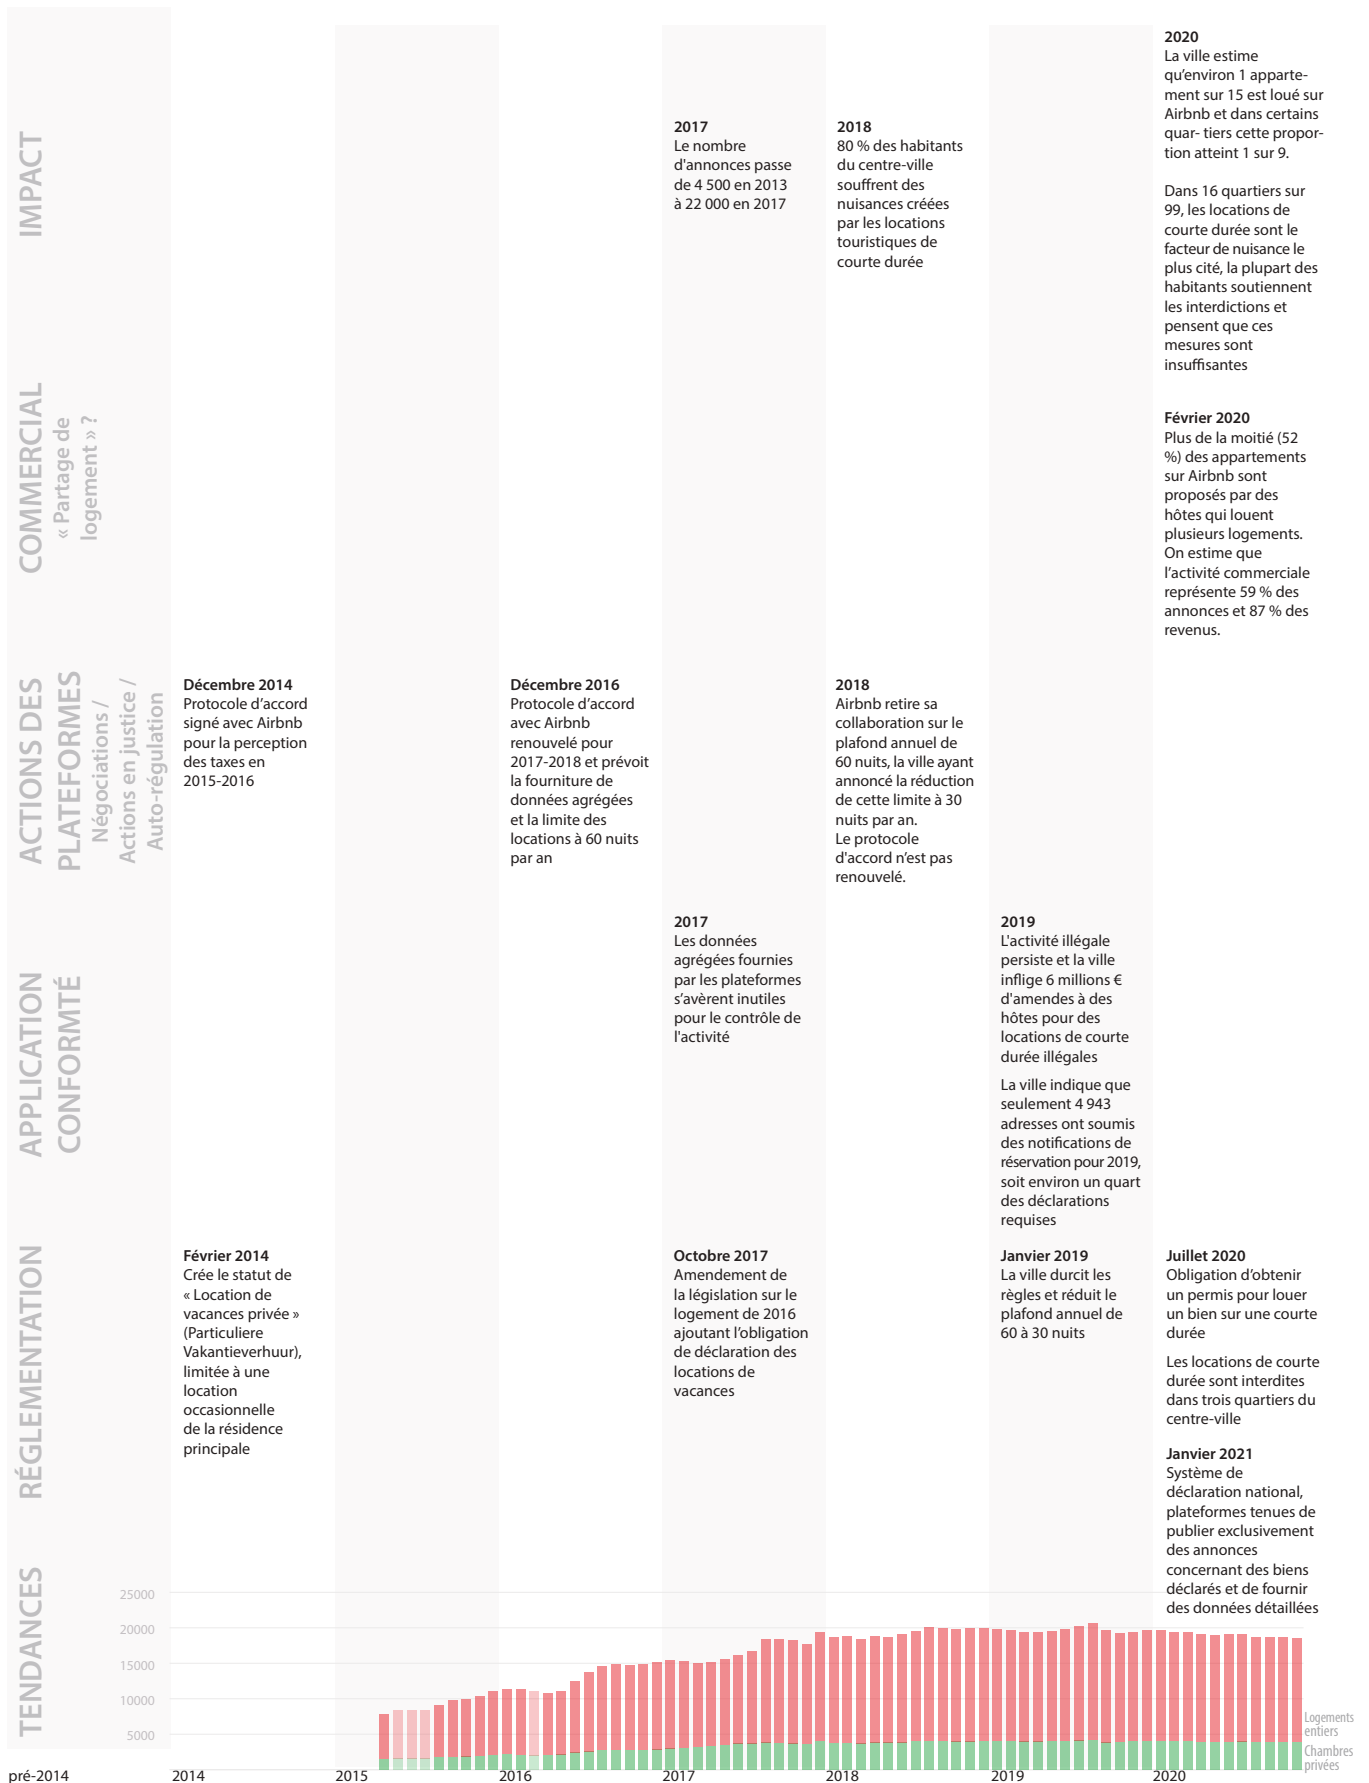 IMPACT
2017
Le nombre
d'annonces passe
de 4 500 en 2013
à 22 000 en 2017
2018
80 % des habitants
du centre-ville
souffrent des
nuisances créées
par les locations
touristiques de
courte durée
2020
La ville estime
qu’environ 1 apparte-
ment sur 15 est loué sur
Airbnb et dans certains
quar- tiers cette propor-
tion atteint 1 sur 9.
Dans 16 quartiers sur
99, les locations de
courte durée sont le
facteur de nuisance le
plus cité, la plupart des
habitants soutiennent
les interdictions et
pensent que ces
mesures sont
insuffisantes
COMMERCIAL
« Partage de
logement » ?
Février 2020
Plus de la moitié (52
%) des appartements
sur Airbnb sont
proposés par des
hôtes qui louent
plusieurs logements.
On estime que
l’activité commerciale
représente 59 % des
annonces et 87 % des
revenus.
ACTIONS DES
PLATEFORMES
Négociations /
Actions en justice /
Auto-régulation
Décembre 2014
Protocole d’accord
signé avec Airbnb
pour la perception
des taxes en
2015-2016
Décembre 2016
Protocole d’accord
avec Airbnb
renouvelé pour
2017-2018 et prévoit
la fourniture de
données agrégées
et la limite des
locations à 60 nuits
par an
2018
Airbnb retire sa
collaboration sur le
plafond annuel de
60 nuits, la ville ayant
annoncé la réduction
de cette limite à 30
nuits par an.
Le protocole
d'accord n’est pas
renouvelé.
APPLICATION
CONFORMTÉ
2017
Les données
agrégées fournies
par les plateformes
s’avèrent inutiles
pour le contrôle de
l'activité
2019
L'activité illégale
persiste et la ville
inflige 6 millions €
d'amendes à des
hôtes pour des
locations de courte
durée illégales
La ville indique que
seulement 4 943
adresses ont soumis
des notifications de
réservation pour 2019,
soit environ un quart
des déclarations
requises
RÉGLEMENTATION
Février 2014
Crée le statut de
« Location de
vacances privée »
(Particuliere
Vakantieverhuur),
limitée à une
location
occasionnelle
de la résidence
principale
Octobre 2017
Amendement de
la législation sur le
logement de 2016
ajoutant l’obligation
de déclaration des
locations de
vacances
Janvier 2019
La ville durcit les
règles et réduit le
plafond annuel de
60 à 30 nuits
Juillet 2020
Obligation d’obtenir
un permis pour louer
un bien sur une courte
durée
Les locations de courte
durée sont interdites
dans trois quartiers du
centre-ville
Janvier 2021
Système de
déclaration national,
plateformes tenues de
publier exclusivement
des annonces
concernant des biens
déclarés et de fournir
des données détaillées
TENDANCES
25000
20000
15000
10000
5000
Logements
entiers
Chambres
privées
pré-2014
2014
2015
2016
2017
2018
2019
2020